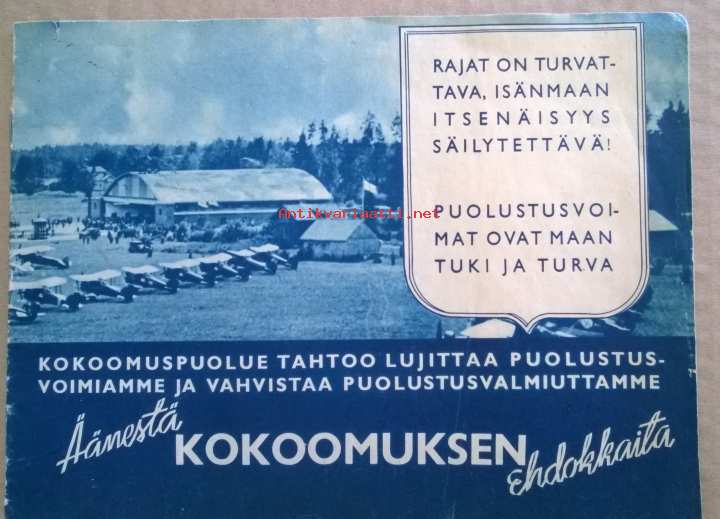 RAJAT ON TURVAT-
TAVA, ISÄNMAAN
ITSENÄISYYS
SÄILYTETTÄVÄ!
PUOLUSTUSVOI-
MAT OVAT MAAN
TUKI JA TURVA
Antikvariaatti.net
KOKOOMUSPUOLUE TAHTOO LUJITTAA PUOLUSTUS-
VOIMIAMME JA VAHVISTAA PUOLUSTUSVALMIUTTAMME
Äänestä
KOKOOMUKSEN
ehdokkaita